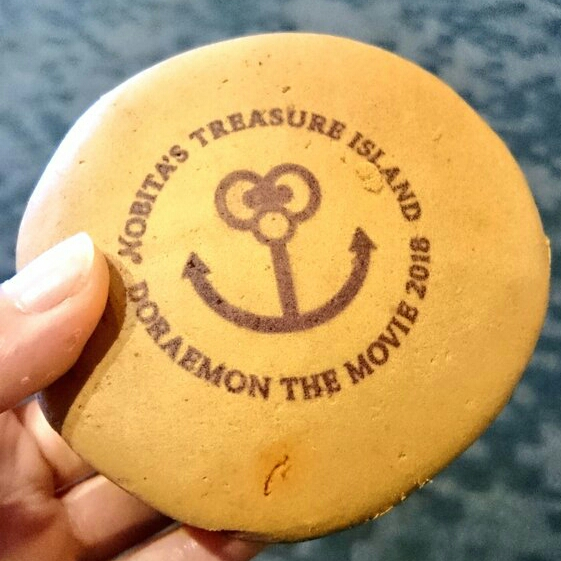 NOBITA'S TREASURE ISLAND
DORAEMON THE MOVIE 2018